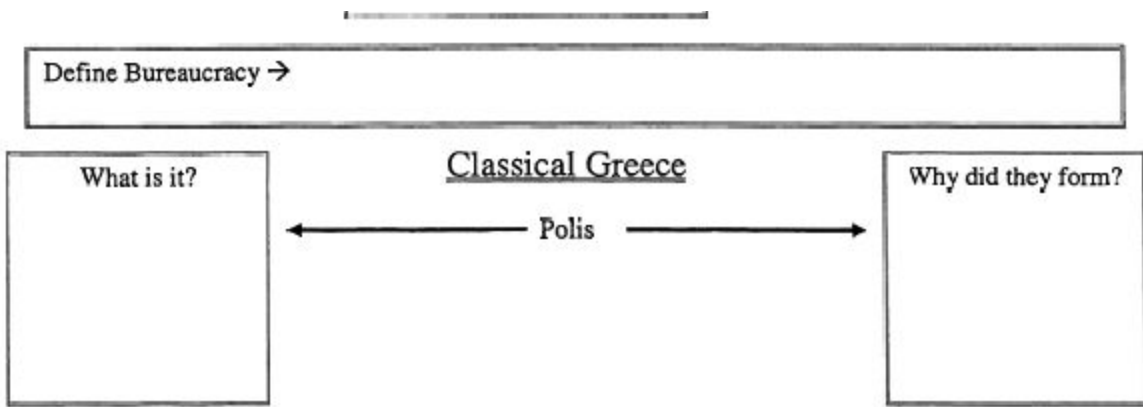 Define Bureaucracy →
What is it?
Classical Greece
Why did they form?
Polis